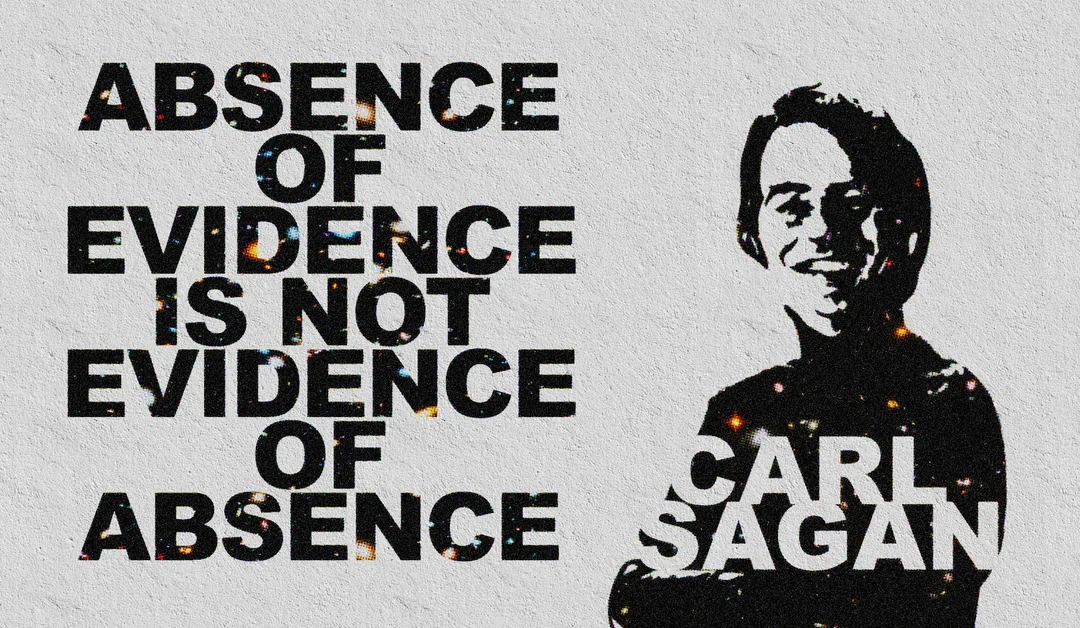 ABSENCE
OF
EVIDENCE
IS NOT
EVIDENCE
OF
ABSENCE
CARL
SAGAN